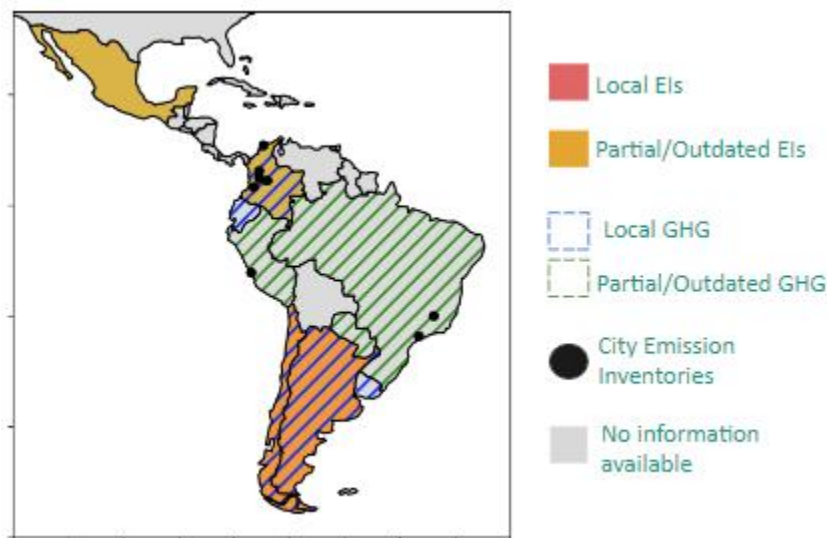 Local EIs
Partial/Outdated EIs
Local GHG
Partial/Outdated GHG
City Emission
Inventories
No information
available